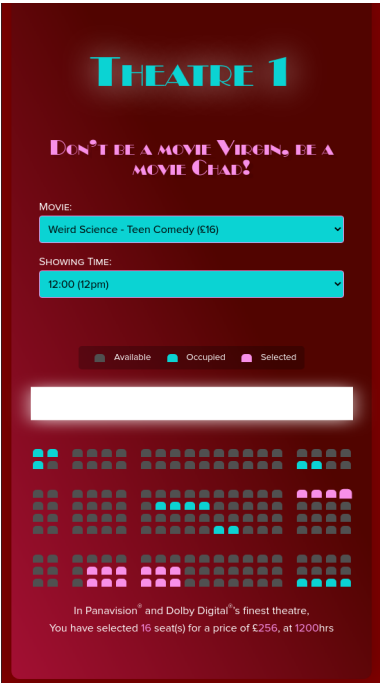 Theatre 1
Don't be a movie Virgin, be a
movie Chad!
Movie:
Weird Science - Teen Comedy (£16)
Showing Time:
12:00 (12pm)
Available Occupied Selected
In Panavision® and Dolby Digital®'s finest theatre,
You have selected 16 seat(s) for a price of £256, at 1200hrs